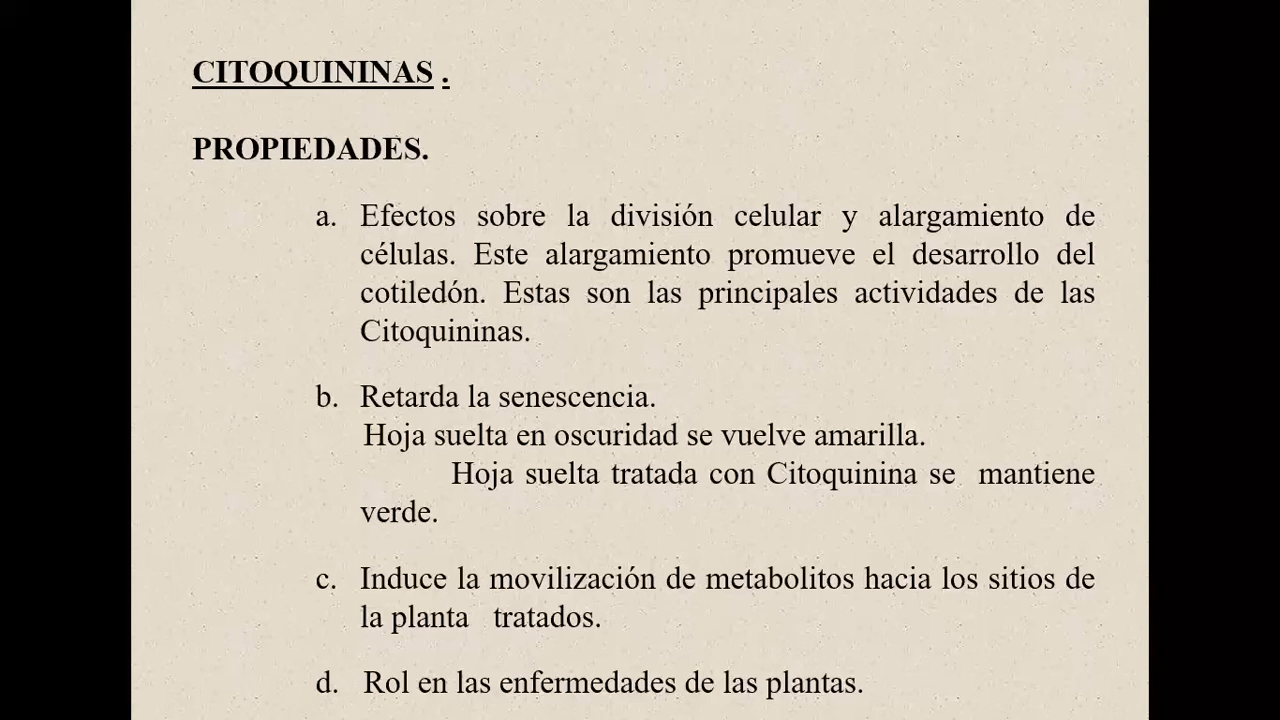 CITOQUININAS .
PROPIEDADES.
a. Efectos sobre la división celular y alargamiento de
células. Este alargamiento promueve el desarrollo del
cotiledón. Estas son las principales actividades de las
Citoquininas.
b. Retarda la senescencia.
Hoja suelta en oscuridad se vuelve amarilla.
Hoja suelta tratada con Citoquinina se mantiene
verde.
c. Induce la movilización de metabolitos hacia los sitios de
la planta tratados.
d. Rol en las enfermedades de las plantas.